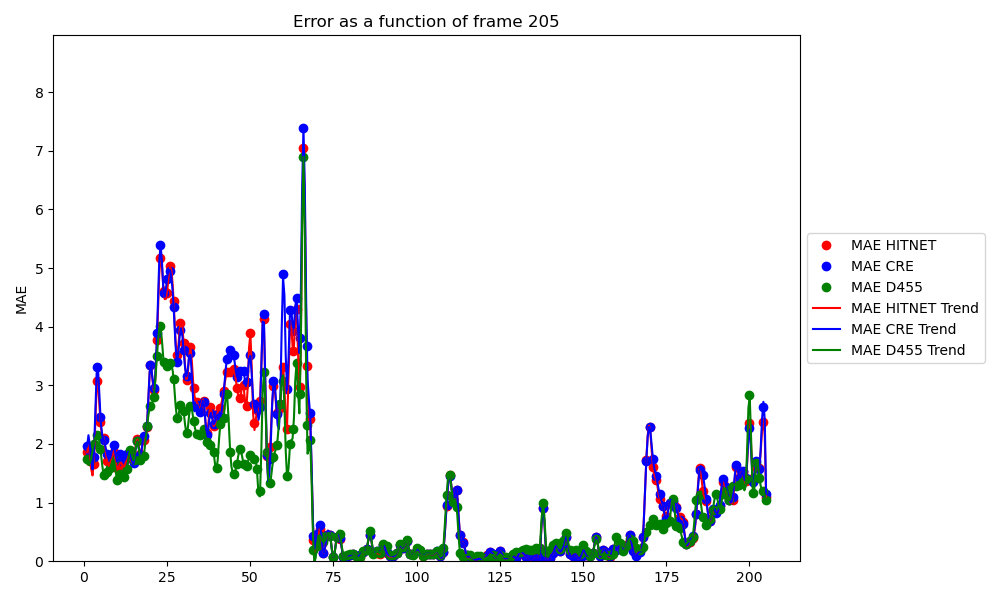 Error as a function of frame 205
MAE
8
7
6
5
4
3
2
1
0
0 25 50 75 100 125 150 175 200
MAE HITNET
MAE CRE
MAE D455
MAE HITNET Trend
MAE CRE Trend
MAE D455 Trend